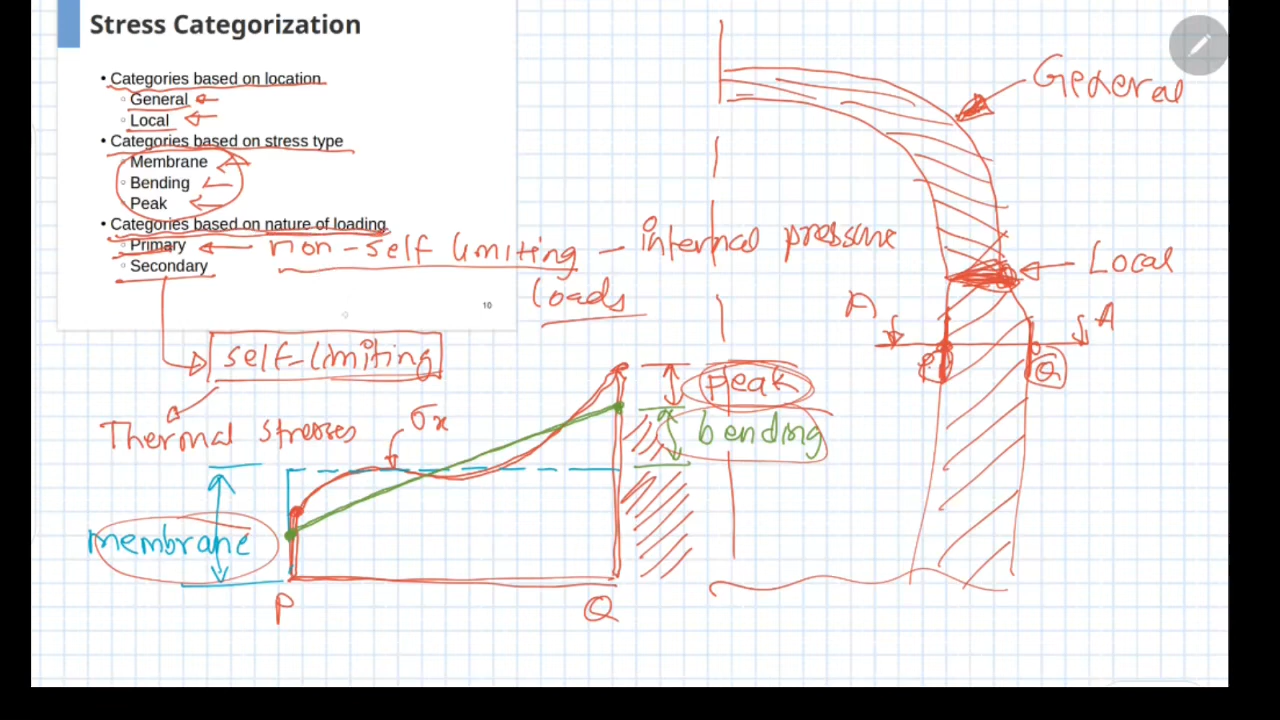 Stress Categorization
• Categories based on location
◦ General
◦ Local
• Categories based on stress type
◦ Membrane
◦ Bending
◦ Peak
• Categories based on nature of loading
◦ Primary
◦ Secondary
10
non-self limiting - internal pressure
loads
self-limiting
Thermal stresses
σx
membrane
peak
bending
P
Q
General
Local
A
A
P
Q